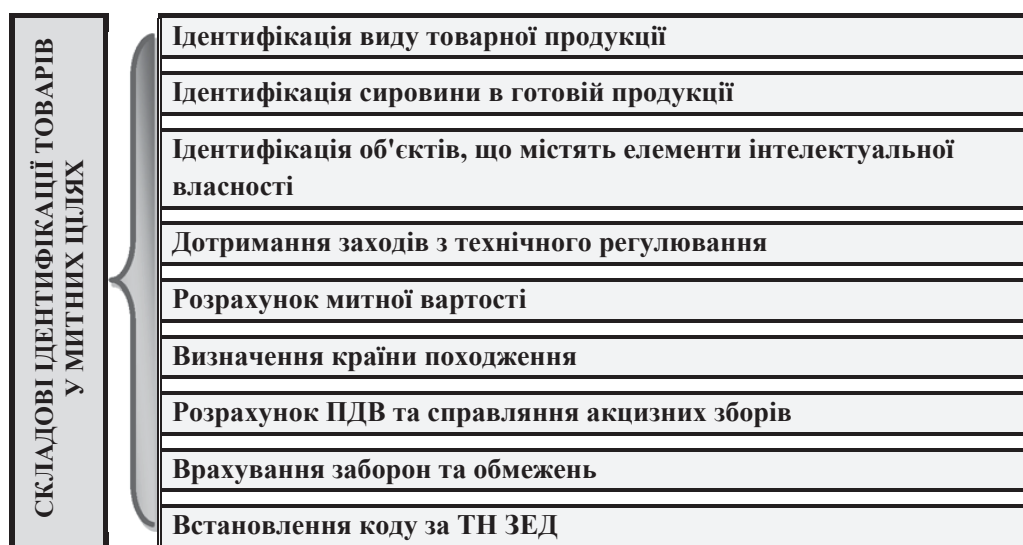 СКЛАДОВІ ІДЕНТИФІКАЦІЇ ТОВАРІВ
У МИТНИХ ЦІЛЯХ
Ідентифікація виду товарної продукції
Ідентифікація сировини в готовій продукції
Ідентифікація об'єктів, що містять елементи інтелектуальної
власності
Дотримання заходів з технічного регулювання
Розрахунок митної вартості
Визначення країни походження
Розрахунок ПДВ та справляння акцизних зборів
Врахування заборон та обмежень
Встановлення коду за ТН ЗЕД